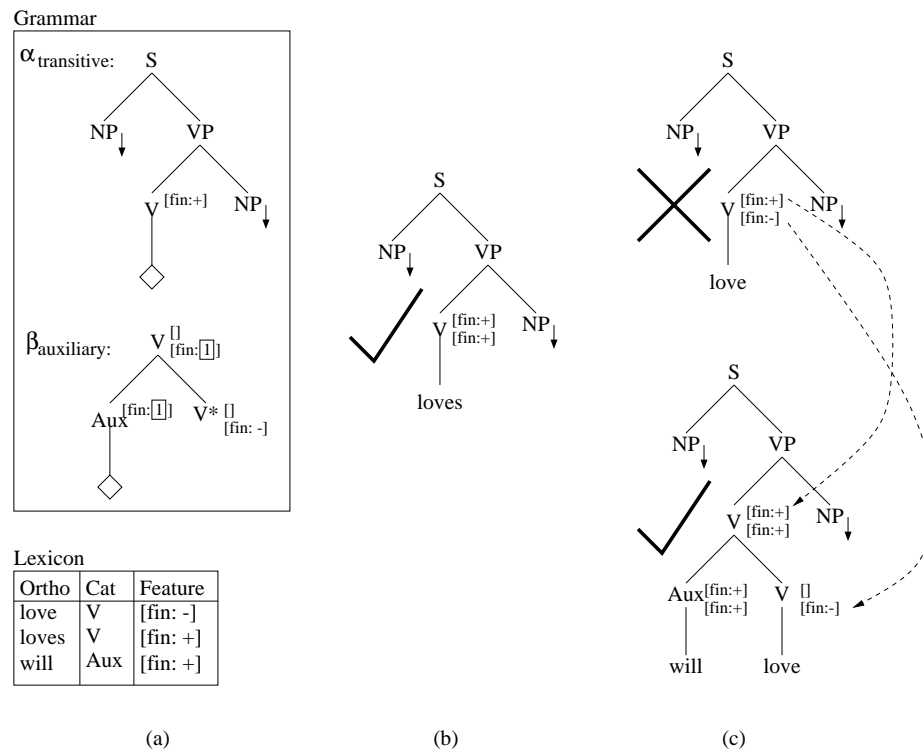 Grammar
α transitive:
S
NP↓ VP
V [fin:+] NP↓
◇
β auxiliary:
V []
[fin:1]
Aux [fin:1] V* []
[fin: -]
◇
Lexicon
Ortho Cat Feature
love V [fin: -]
loves V [fin: +]
will Aux [fin: +]
(a)
S
NP↓ VP
V [fin:+] NP↓
[fin:+]
loves
(b)
S
NP↓ VP
V [fin:+] NP↓
[fin:-]
love
S
NP↓ VP
V [fin:+] NP↓
[fin:+]
Aux [fin:+] V []
[fin:+] [fin:-]
will love
(c)